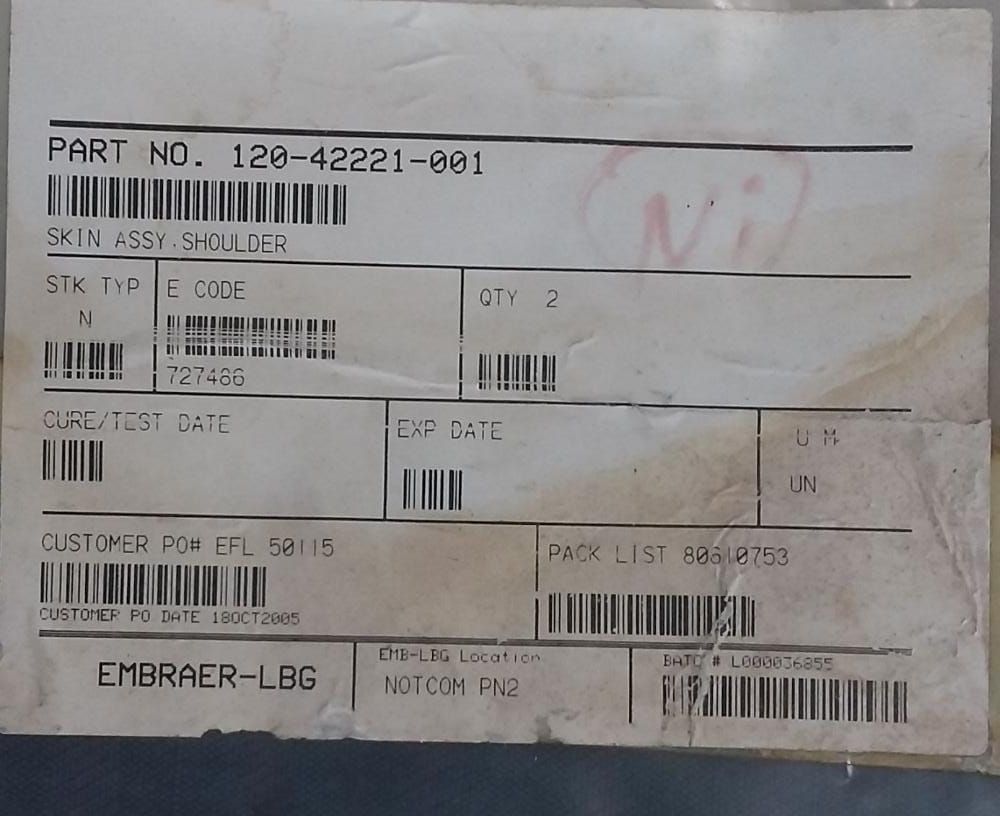 PART NO. 120-42221-001
Ni
SKIN ASSY.SHOULDER
STK TYP
N
E CODE
727486
QTY 2
CURE/TEST DATE
EXP DATE
U M
UN
CUSTOMER PO# EFL 50115
CUSTOMER PO DATE 18OCT2005
PACK LIST 80610753
EMBRAER-LBG
EMB-LBG Location
NOTCOM PN2
BATC # L000036855